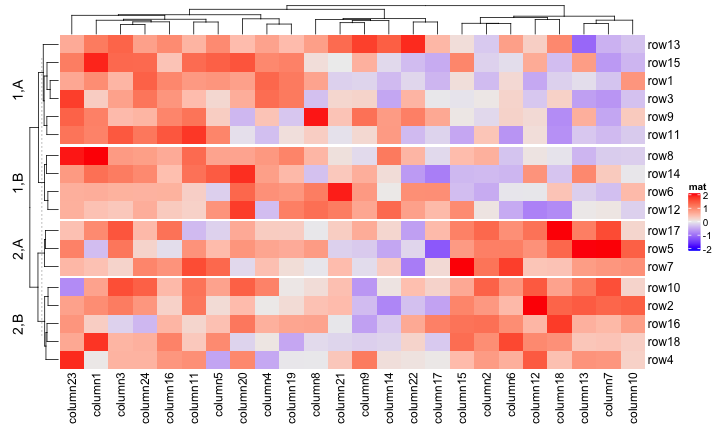 1,A
1,B
2,A
2,B
row13
row15
row1
row3
row9
row11
row8
row14
row6
row12
row17
row5
row7
row10
row2
row16
row18
row4
mat
2
1
0
-1
-2
column23
column1
column3
column24
column16
column11
column5
column20
column4
column19
column8
column21
column9
column14
column22
column17
column15
column2
column6
column12
column18
column13
column7
column10